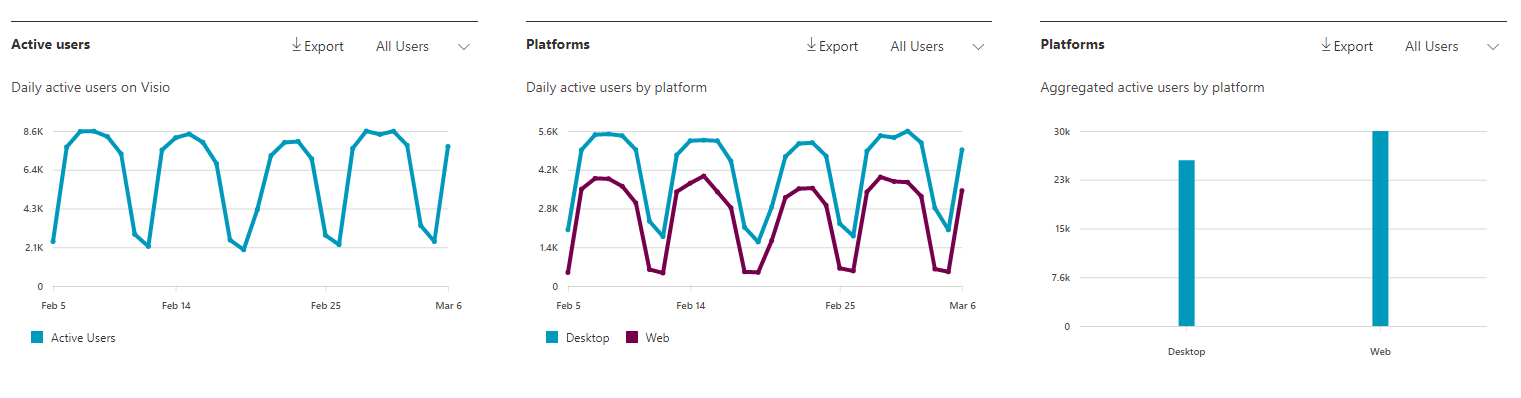 Active users
Export
All Users
Daily active users on Visio
8.6K
6.4K
4.3K
2.1K
0
Feb 5
Feb 14
Feb 25
Mar 6
Active Users
Platforms
Export
All Users
Daily active users by platform
5.6K
4.2K
2.8K
1.4K
0
Feb 5
Feb 14
Feb 25
Mar 6
Desktop
Web
Platforms
Export
All Users
Aggregated active users by platform
30k
23k
15k
7.6k
0
Desktop
Web